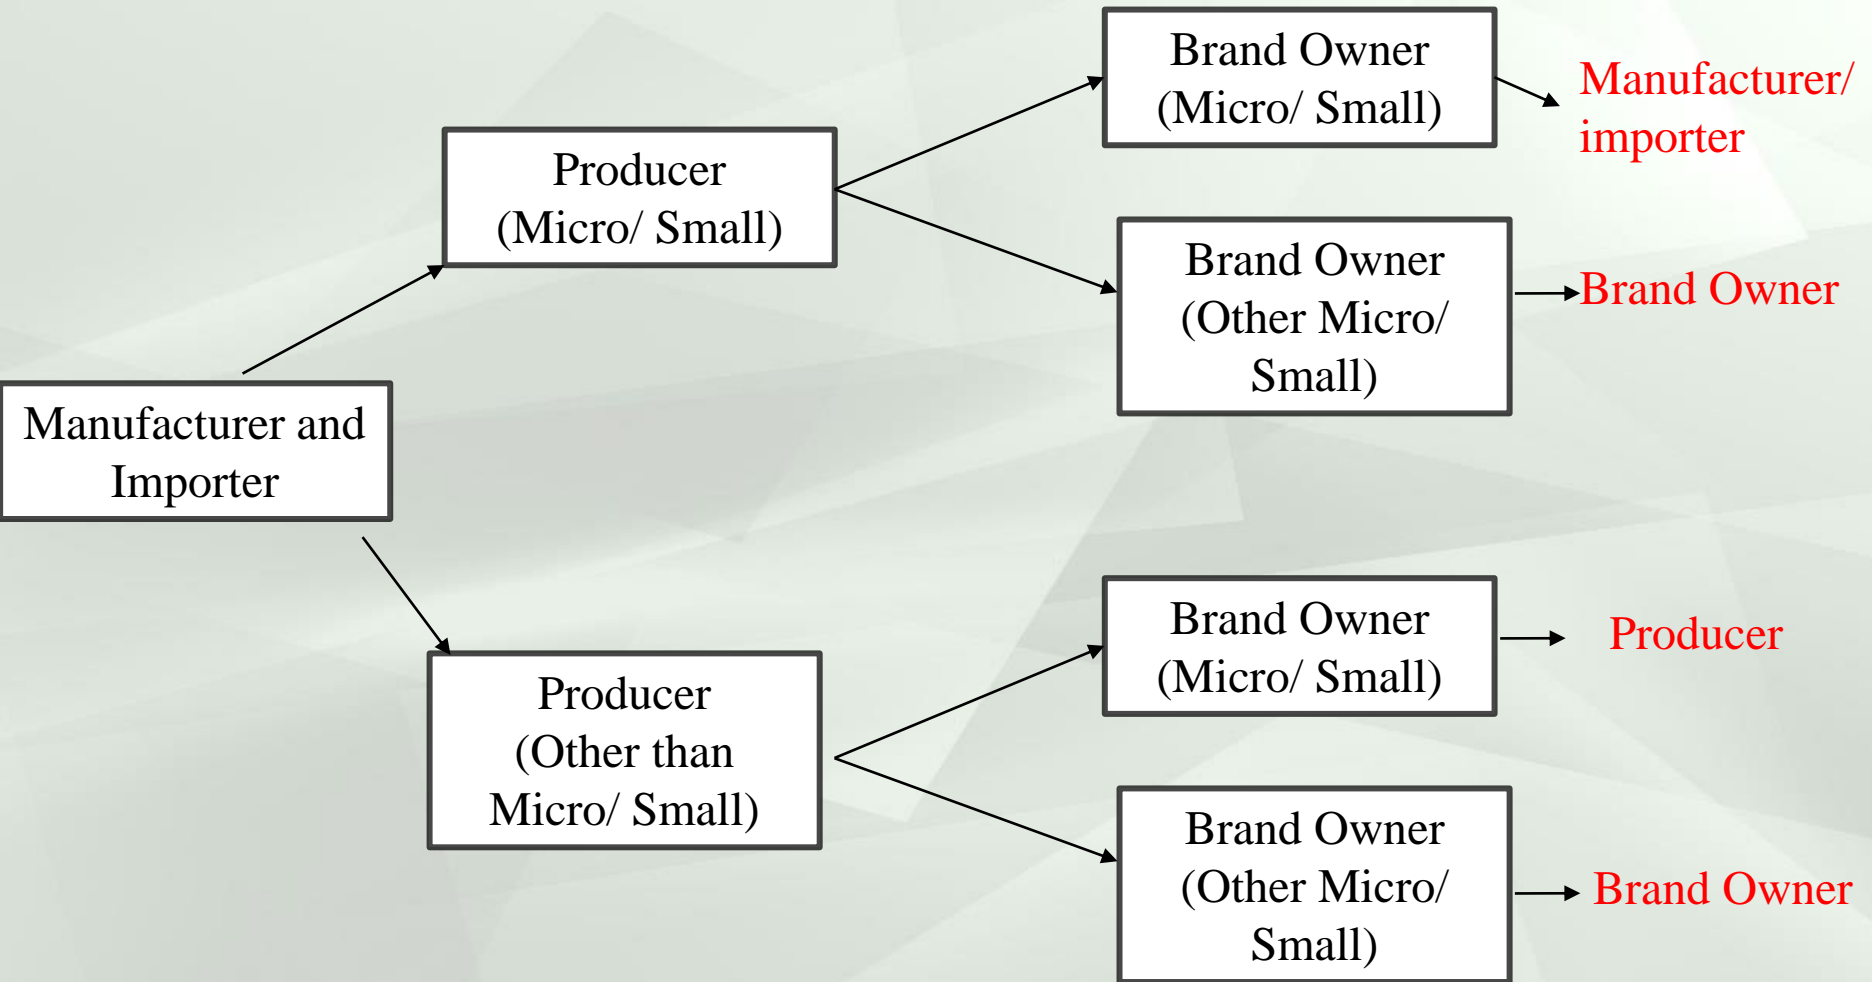 Manufacturer and
Importer
Producer
(Micro/ Small)
Brand Owner
(Micro/ Small)
Manufacturer/
importer
Brand Owner
(Other Micro/
Small)
Brand Owner
Producer
(Other than
Micro/ Small)
Brand Owner
(Micro/ Small)
Producer
Brand Owner
(Other Micro/
Small)
Brand Owner